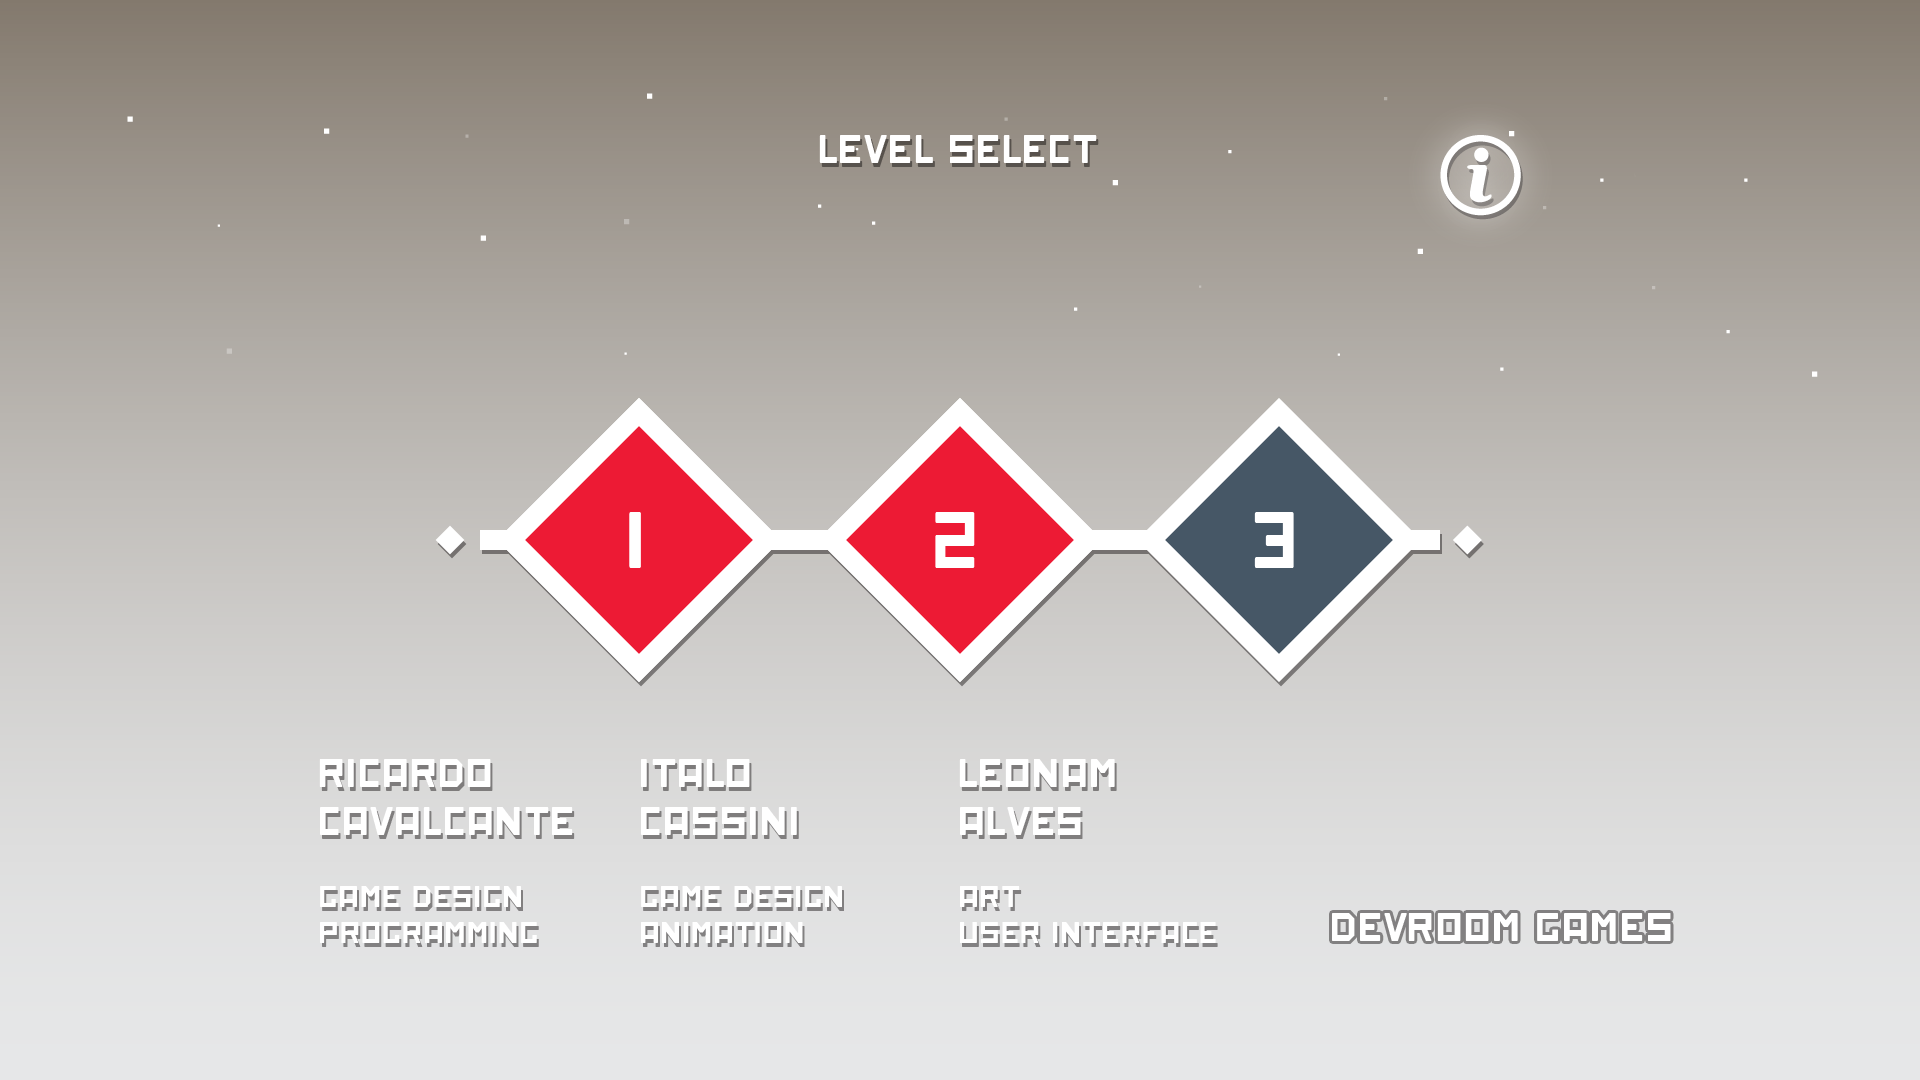 LEVEL SELECT
i
1
2
3
RICARDO
CAVALCANTE
GAME DESIGN
PROGRAMMING
ITALO
CASSINI
GAME DESIGN
ANIMATION
LEONAM
ALVES
ART
USER INTERFACE
DEVROOM GAMES